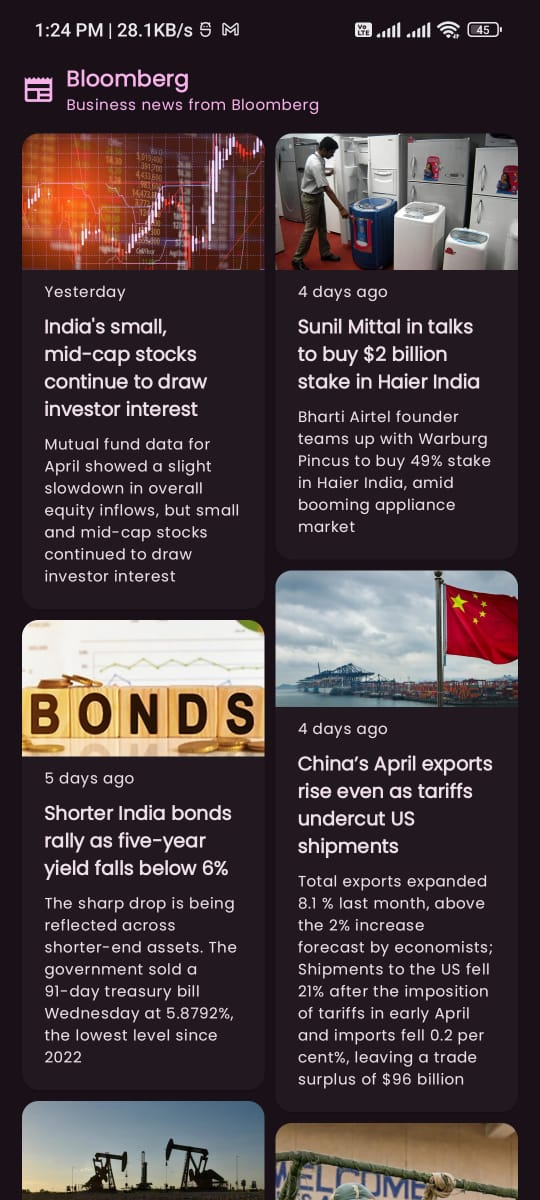 1:24 PM | 28.1KB/s
Vo LTE
45
Bloomberg
Business news from Bloomberg
Yesterday
India's small,
mid-cap stocks
continue to draw
investor interest
Mutual fund data for
April showed a slight
slowdown in overall
equity inflows, but small
and mid-cap stocks
continued to draw
investor interest
4 days ago
Sunil Mittal in talks
to buy $2 billion
stake in Haier India
Bharti Airtel founder
teams up with Warburg
Pincus to buy 49% stake
in Haier India, amid
booming appliance
market
BONDS
5 days ago
Shorter India bonds
rally as five-year
yield falls below 6%
The sharp drop is being
reflected across
shorter-end assets. The
government sold a
91-day treasury bill
Wednesday at 5.8792%,
the lowest level since
2022
4 days ago
China’s April exports
rise even as tariffs
undercut US
shipments
Total exports expanded
8.1 % last month, above
the 2% increase
forecast by economists;
Shipments to the US fell
21% after the imposition
of tariffs in early April
and imports fell 0.2 per
cent%, leaving a trade
surplus of $96 billion
WELCOME